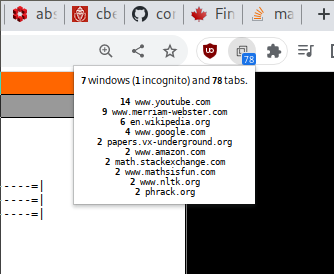 abs
cbe
cor
Fin
ma
78
7 windows (1 incognito) and 78 tabs.
14 www.youtube.com
9 www.merriam-webster.com
6 en.wikipedia.org
4 www.google.com
2 papers.vx-underground.org
2 www.amazon.com
2 math.stackexchange.com
2 www.mathsisfun.com
2 www.nltk.org
2 phrack.org
----=|
----=|
----=|